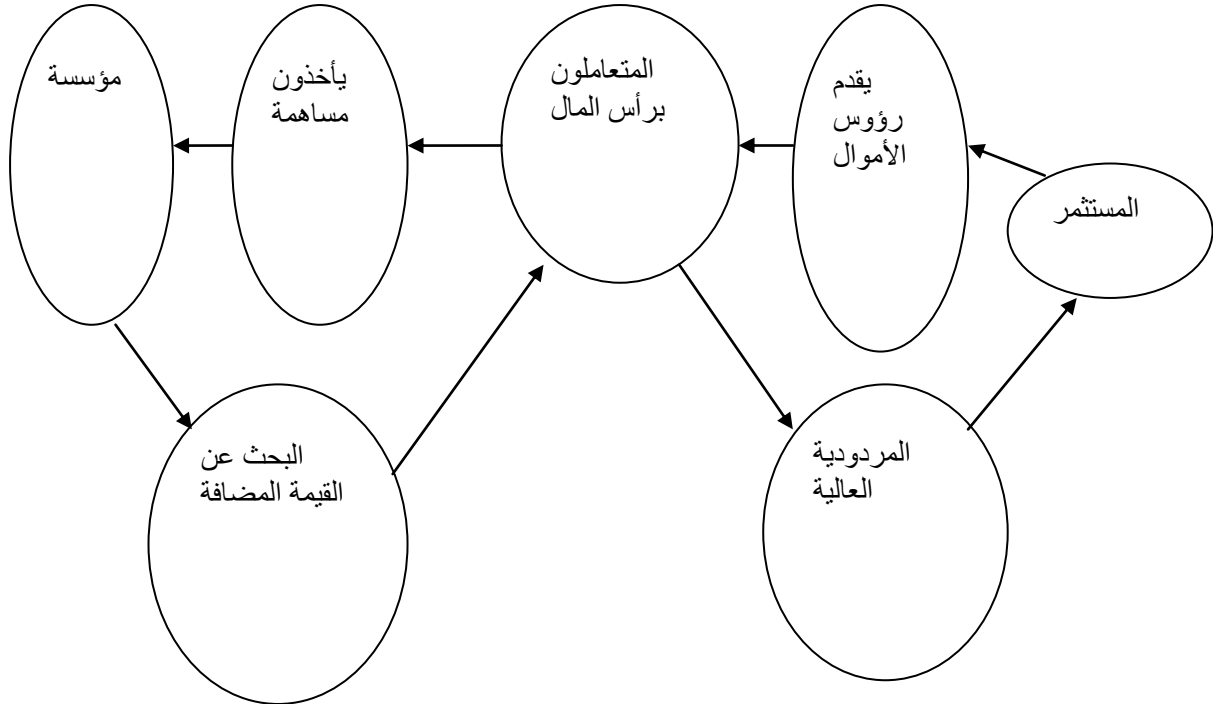 المستثمر
يقدم
رؤوس
الأموال
المتعاملون
برأس المال
يأخذون
مساهمة
مؤسسة
المردودية
العالية
البحث عن
القيمة المضافة